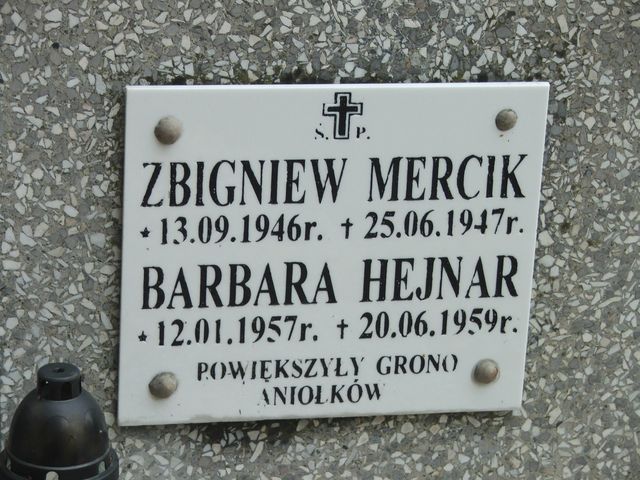 Ś. P.
ZBIGNIEW MERCIK
* 13.09.1946r. † 25.06.1947r.
BARBARA HEJNAR
* 12.01.1957r. † 20.06.1959r.
POWIĘKSZYŁY GRONO
ANIOŁKÓW